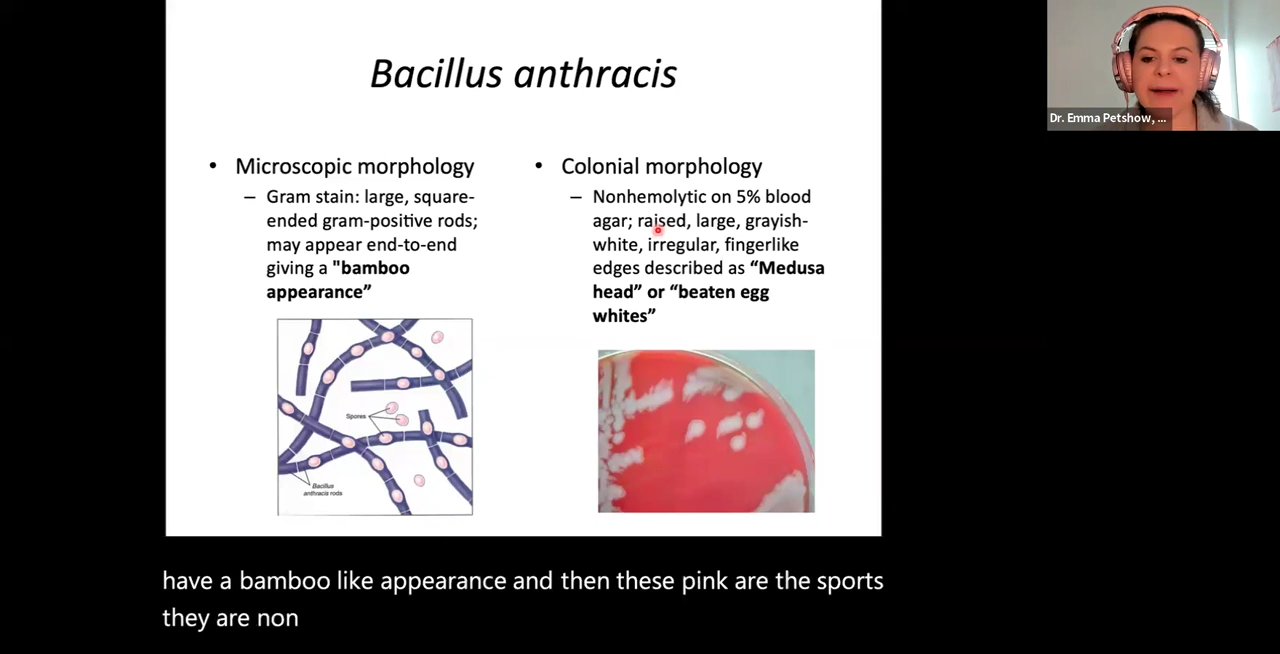 Bacillus anthracis
Dr. Emma Petshow, ...
• Microscopic morphology
– Gram stain: large, square-
ended gram-positive rods;
may appear end-to-end
giving a "bamboo
appearance”
Spores
Bacillus
anthracis rods
• Colonial morphology
– Nonhemolytic on 5% blood
agar; raised, large, grayish-
white, irregular, fingerlike
edges described as “Medusa
head” or “beaten egg
whites”
have a bamboo like appearance and then these pink are the sports
they are non